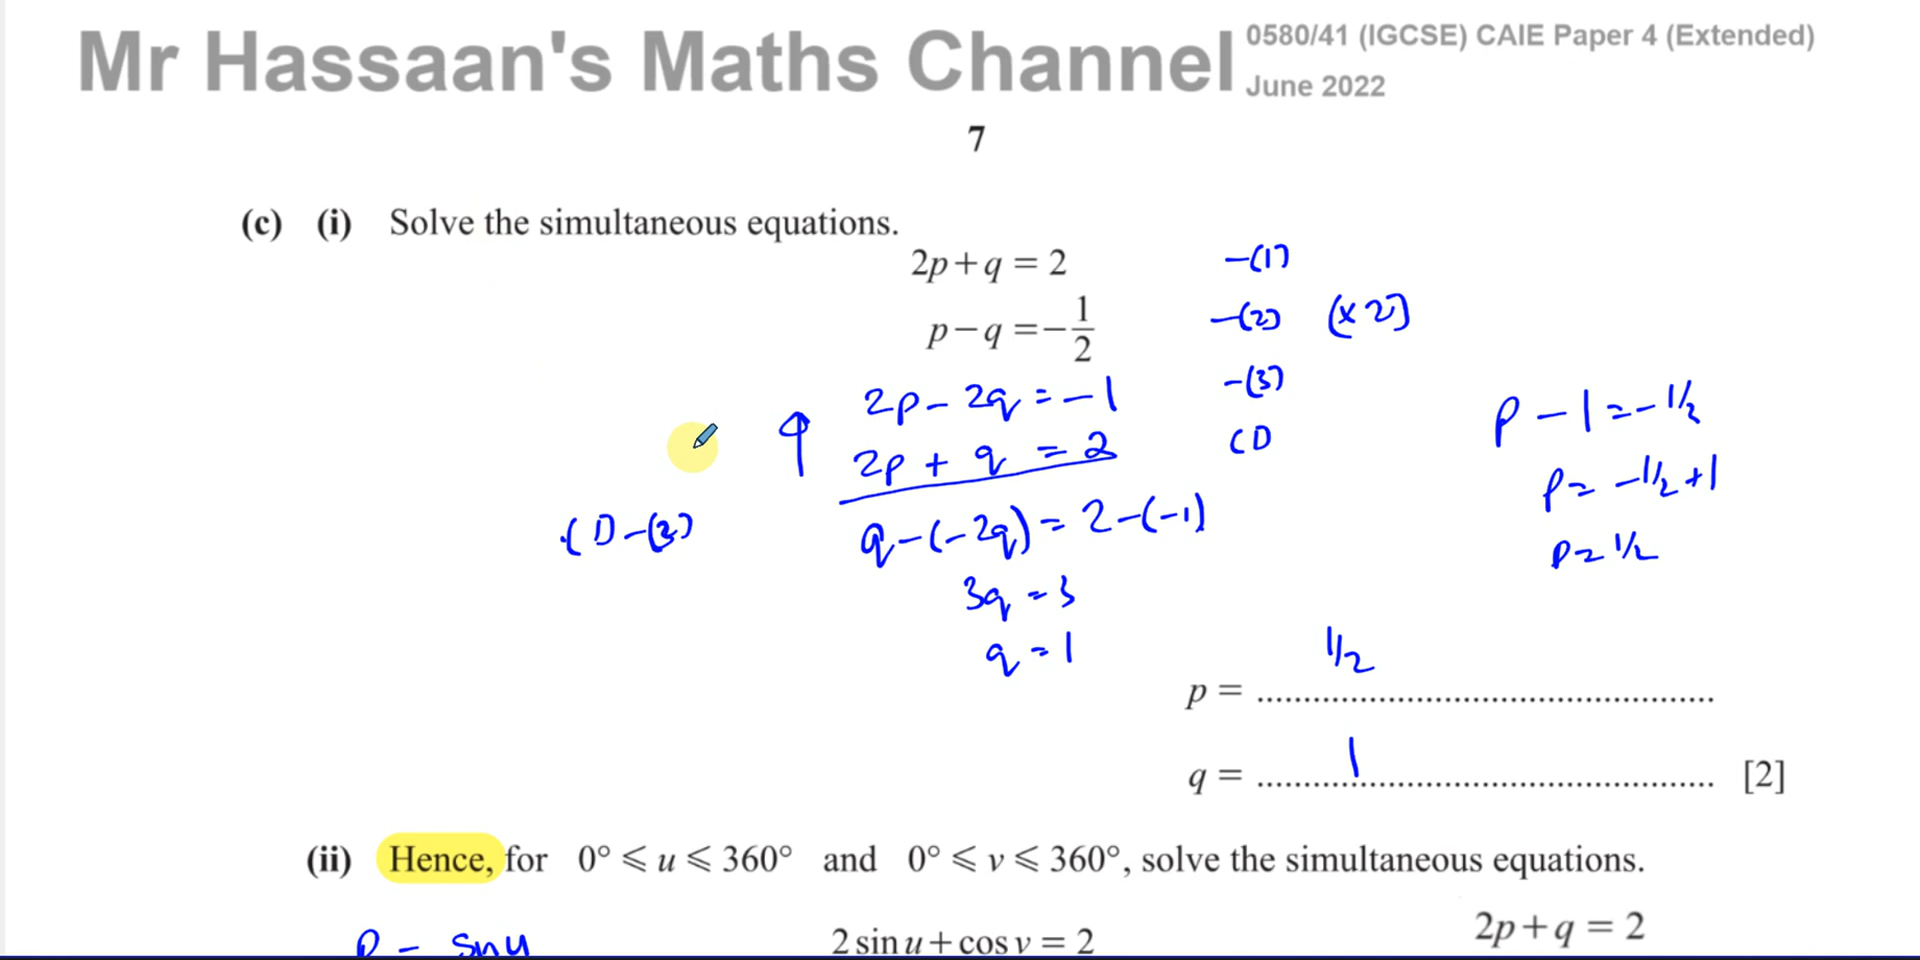 Mr Hassaan's Maths Channel
0580/41 (IGSCE) CAIE Paper 4 (Extended)
June 2022
7
(c) (i) Solve the simultaneous equations.
2p+q = 2 -(1)
p-q = -1/2 -(2) (×2)
2p - 2q = -1 -(3)
2p + q = 2 (1)
(1)-(3) q-(-2q) = 2-(-1)
3q = 3
q = 1
p - 1 = -1/2
p = -1/2+1
p = 1/2
p = 1/2
q = 1 [2]
(ii) Hence, for 0° ⩽ u ⩽ 360° and 0° ⩽ v ⩽ 360°, solve the simultaneous equations.
p = sin u 2 sin u + cos v = 2 2p+q = 2